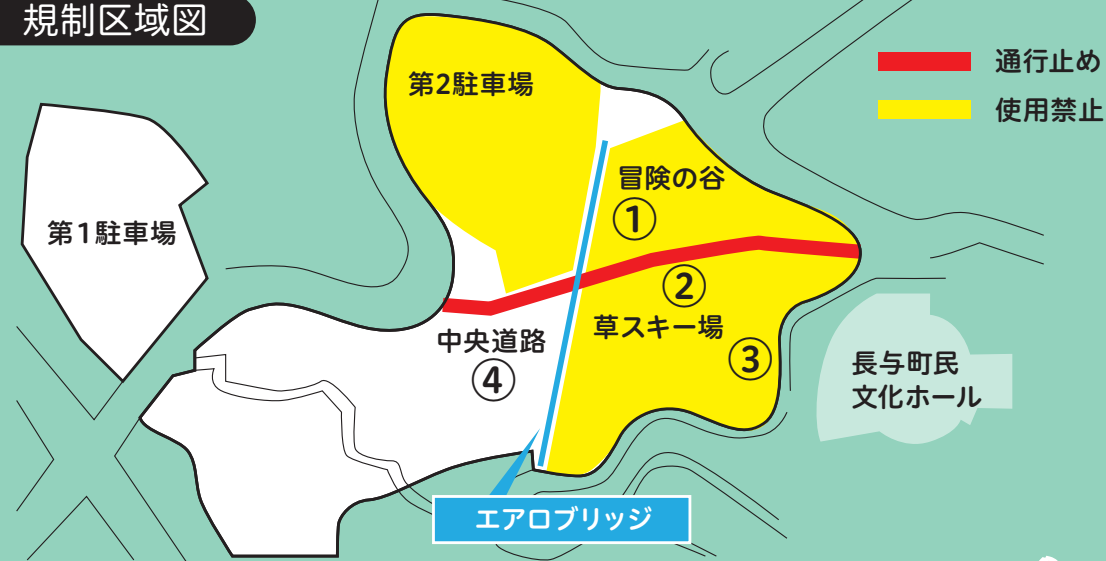 規制区域図
通行止め
使用禁止
第2駐車場
第1駐車場
冒険の谷
①
②
草スキー場
③
中央道路
④
長与町民
文化ホール
エアロブリッジ